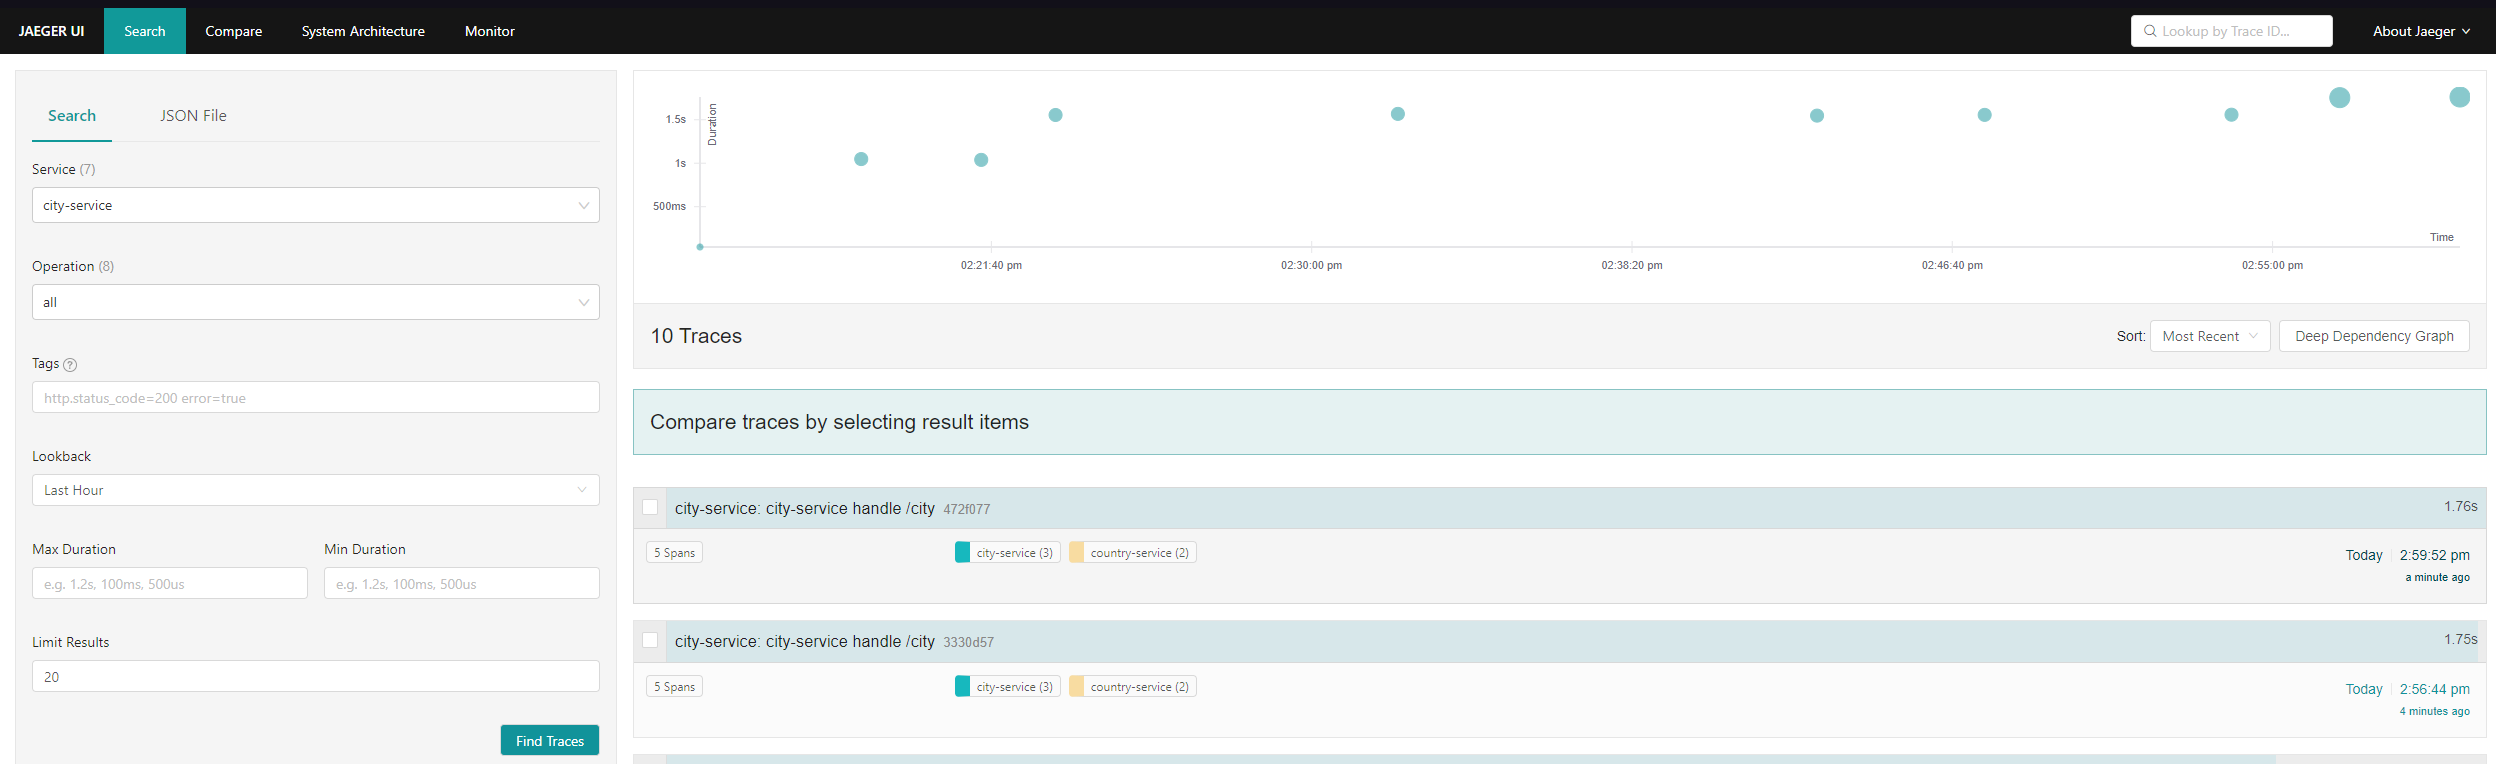 JAEGER UI Search Compare System Architecture Monitor Lookup by Trace ID... About Jaeger
Search JSON File
Service (7)
city-service
Operation (8)
all
Tags ?
http.status_code=200 error=true
Lookback
Last Hour
Max Duration Min Duration
e.g. 1.2s, 100ms, 500us e.g. 1.2s, 100ms, 500us
Limit Results
20
Find Traces
Duration
1.5s
1s
500ms
Time
02:21:40 pm 02:30:00 pm 02:38:20 pm 02:46:40 pm 02:55:00 pm
10 Traces Sort: Most Recent Deep Dependency Graph
Compare traces by selecting result items
city-service: city-service handle /city 472f077 1.76s
5 Spans city-service (3) country-service (2) Today 2:59:52 pm
a minute ago
city-service: city-service handle /city 3330d57 1.75s
5 Spans city-service (3) country-service (2) Today 2:56:44 pm
4 minutes ago